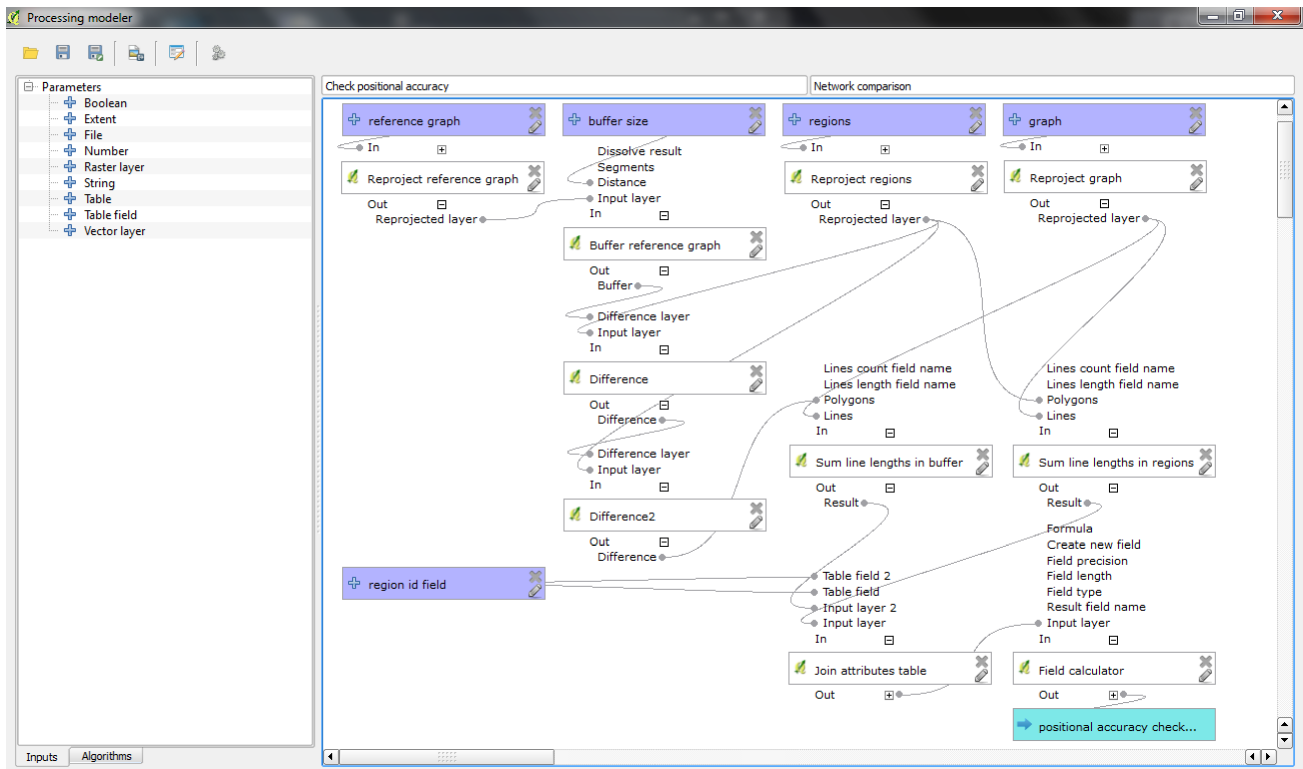 Processing modeler
Parameters
Boolean
Extent
File
Number
Raster layer
String
Table
Table field
Vector layer
Inputs
Algorithms
Check positional accuracy
Network comparison
reference graph
In
Reproject reference graph
Out
Reprojected layer
buffer size
Dissolve result
Segments
Distance
Input layer
In
Buffer reference graph
Out
Buffer
Difference layer
Input layer
In
Difference
Out
Difference
Difference layer
Input layer
In
Difference2
Out
Difference
region id field
regions
In
Reproject regions
Out
Reprojected layer
Lines count field name
Lines length field name
Polygons
Lines
In
Sum line lengths in buffer
Out
Result
Table field 2
Table field
Input layer 2
Input layer
In
Join attributes table
Out
graph
In
Reproject graph
Out
Reprojected layer
Lines count field name
Lines length field name
Polygons
Lines
In
Sum line lengths in regions
Out
Result
Formula
Create new field
Field precision
Field length
Field type
Result field name
Input layer
In
Field calculator
Out
positional accuracy check...